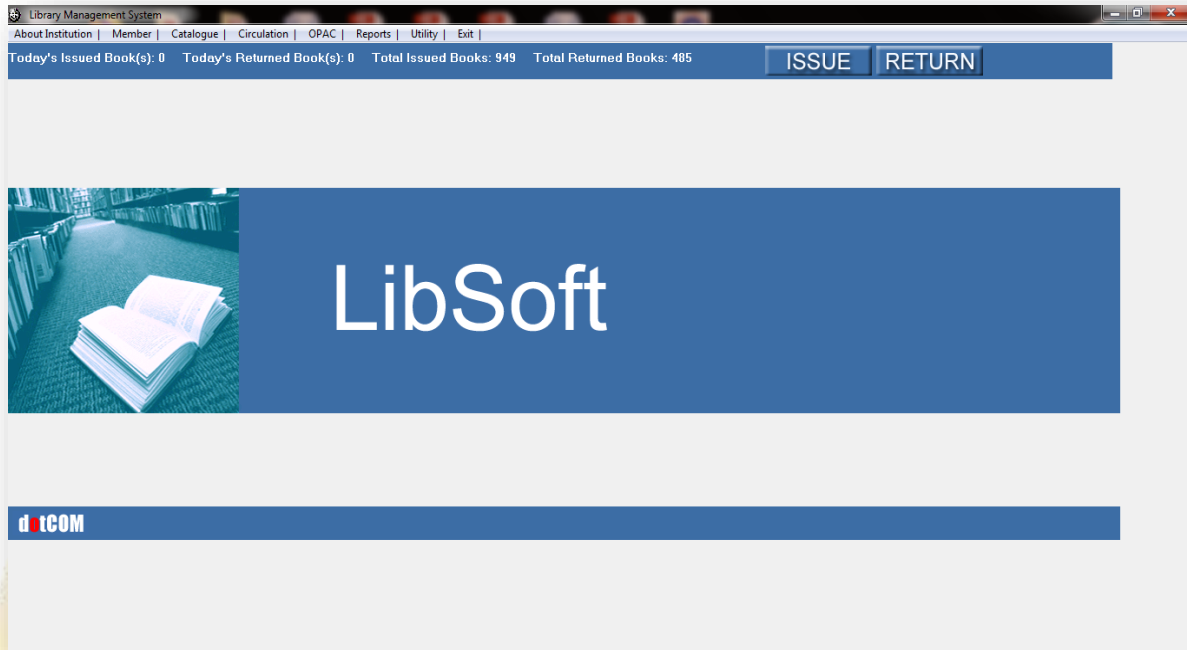 Library Management System
About Institution | Member | Catalogue | Circulation | OPAC | Reports | Utility | Exit |
Today's Issued Book(s): 0 Today's Returned Book(s): 0 Total Issued Books: 949 Total Returned Books: 485 ISSUE RETURN
LibSoft
dotCOM